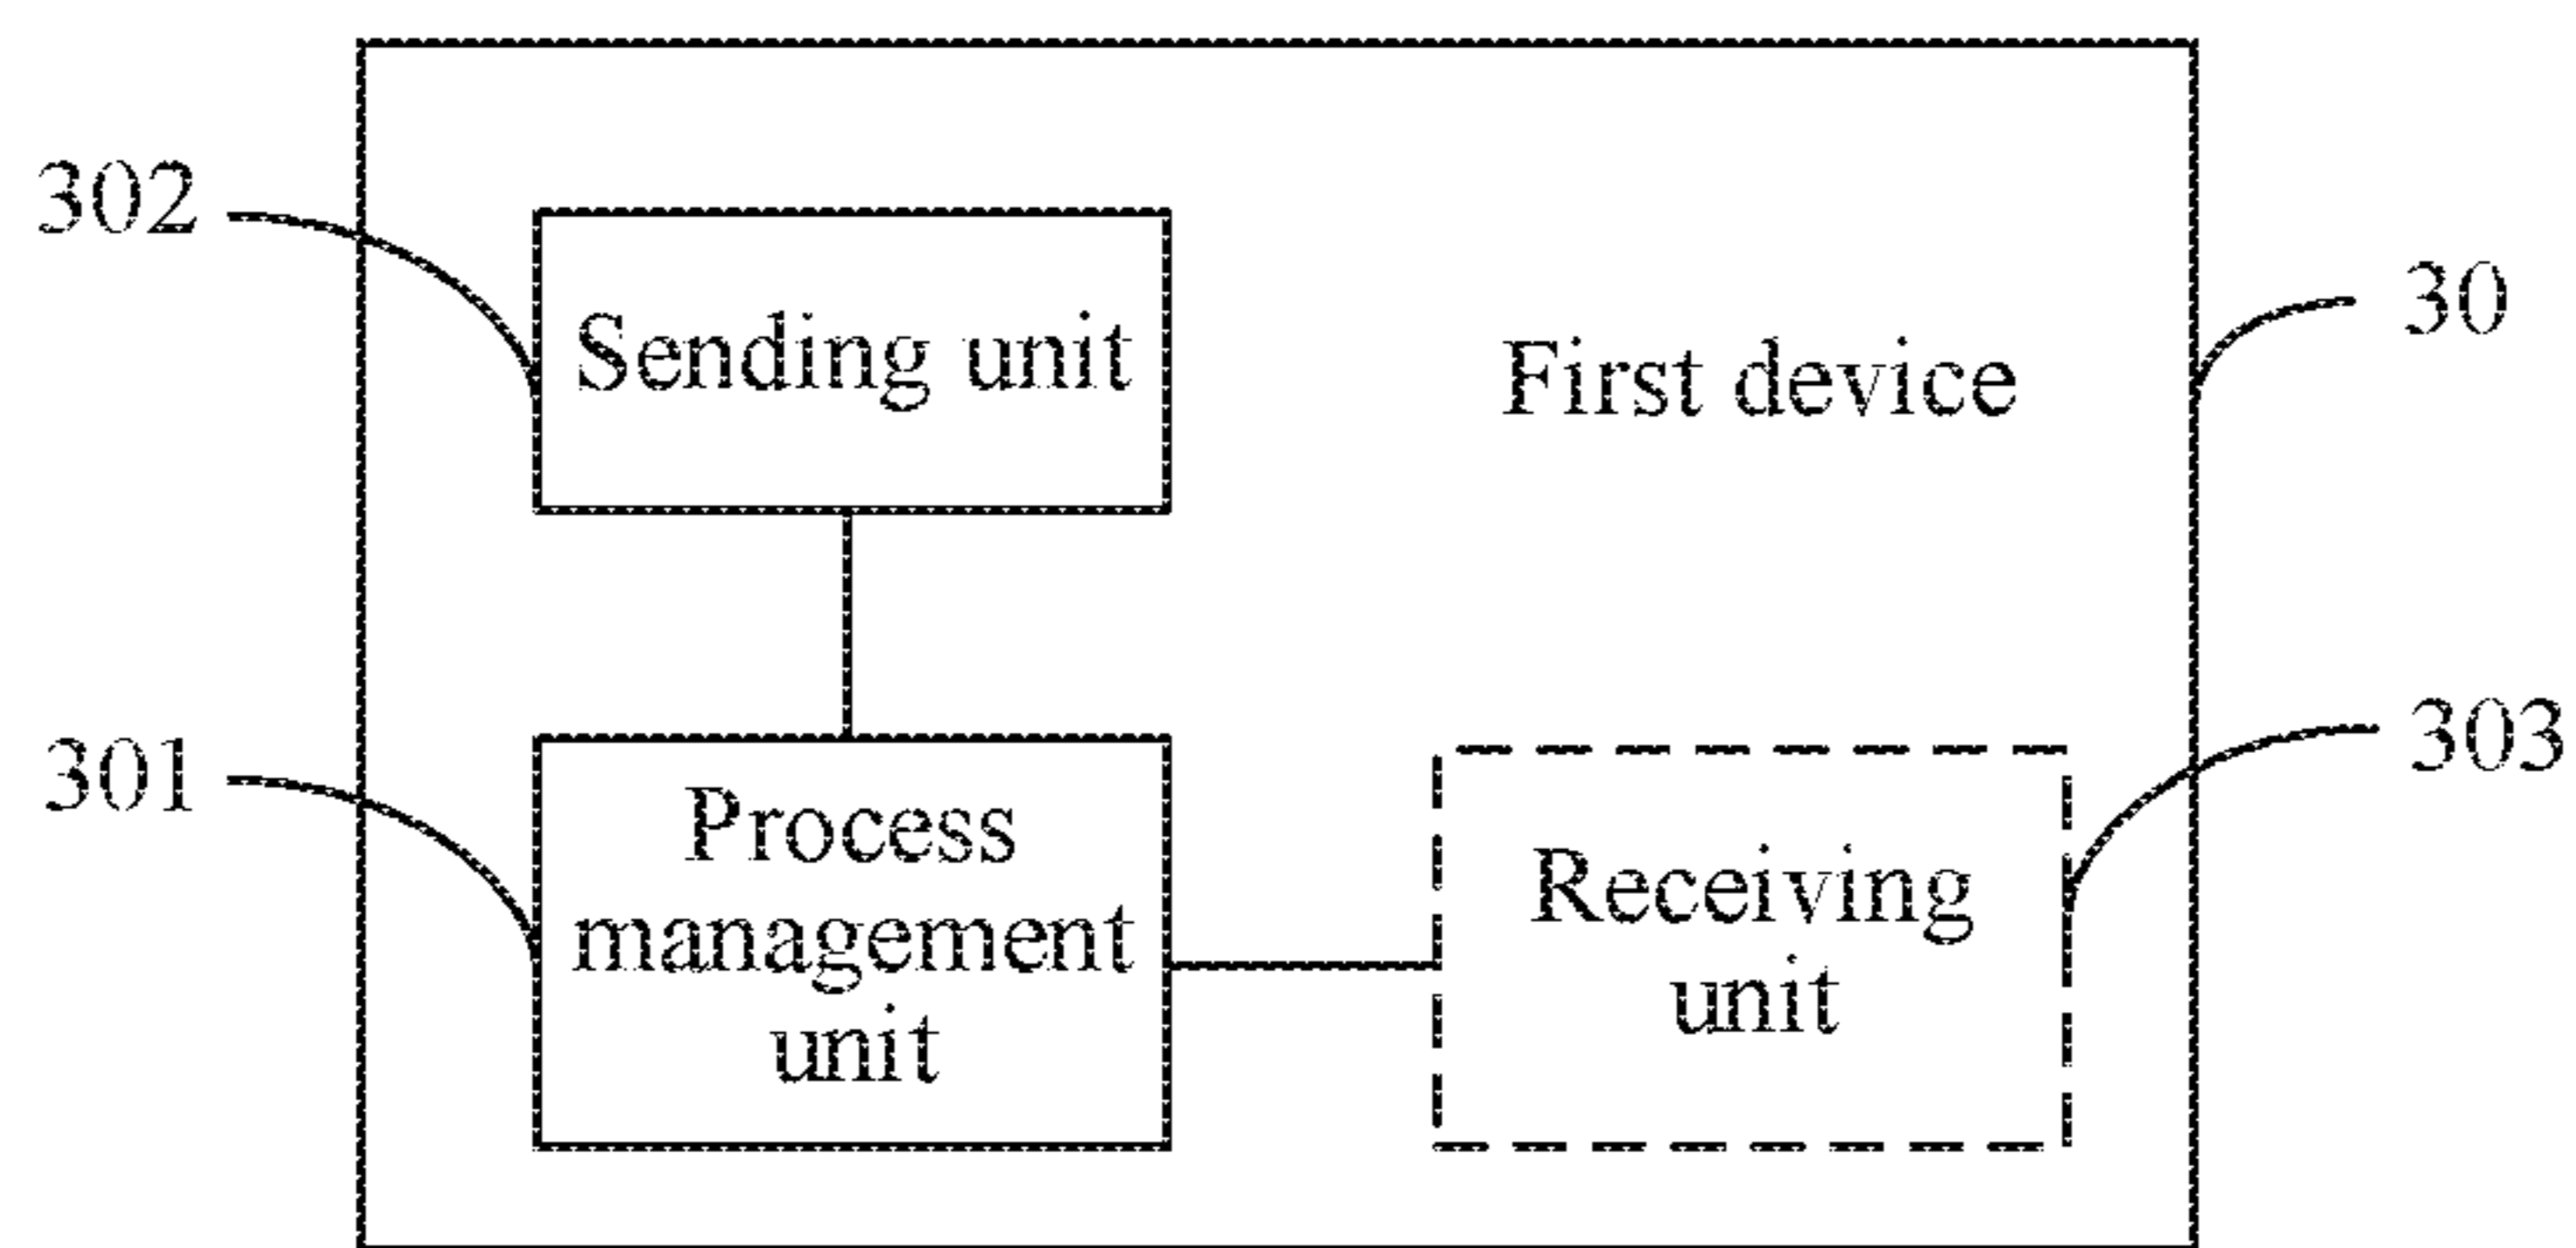 302
Sending unit
First device
30
301
Process
management
unit
Receiving
unit
303